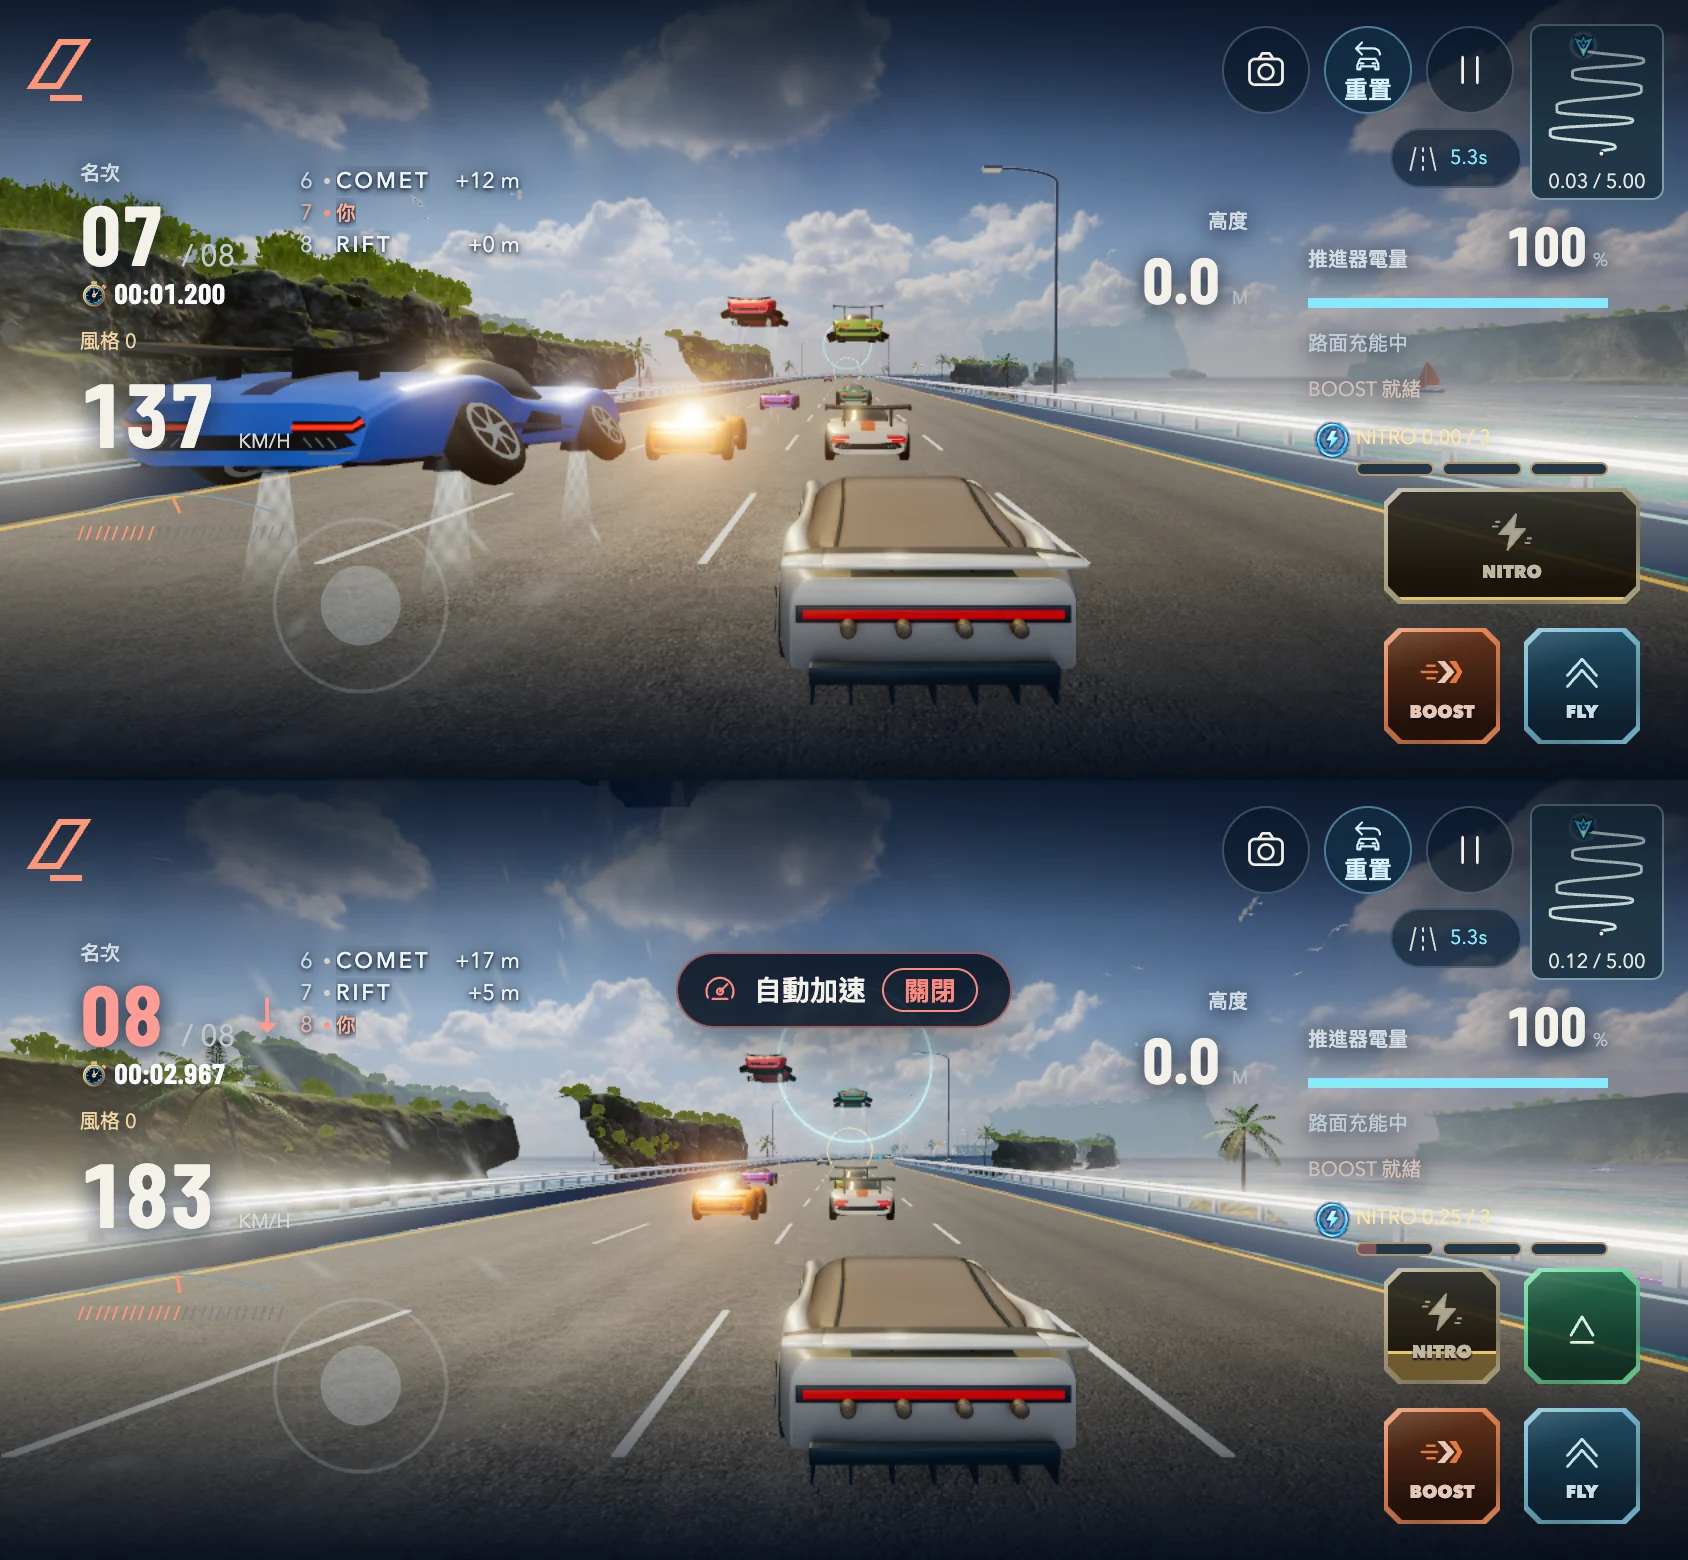 重置
5.3s
0.03 / 5.00
名次
07 / 08
00:01.200
6 • COMET +12 m
7 • 你
8 RIFT +0 m
風格 0
137 KM/H
高度
0.0 M
推進器電量 100 %
路面充能中
BOOST 就緒
NITRO 0.00 / 3
NITRO
BOOST
FLY
重置
5.3s
0.12 / 5.00
名次
08 / 08
00:02.967
6 • COMET +17 m
7 • RIFT +5 m
8 • 你
自動加速 關閉
風格 0
183 KM/H
高度
0.0 M
推進器電量 100 %
路面充能中
BOOST 就緒
NITRO 0.25 / 3
NITRO
BOOST
FLY